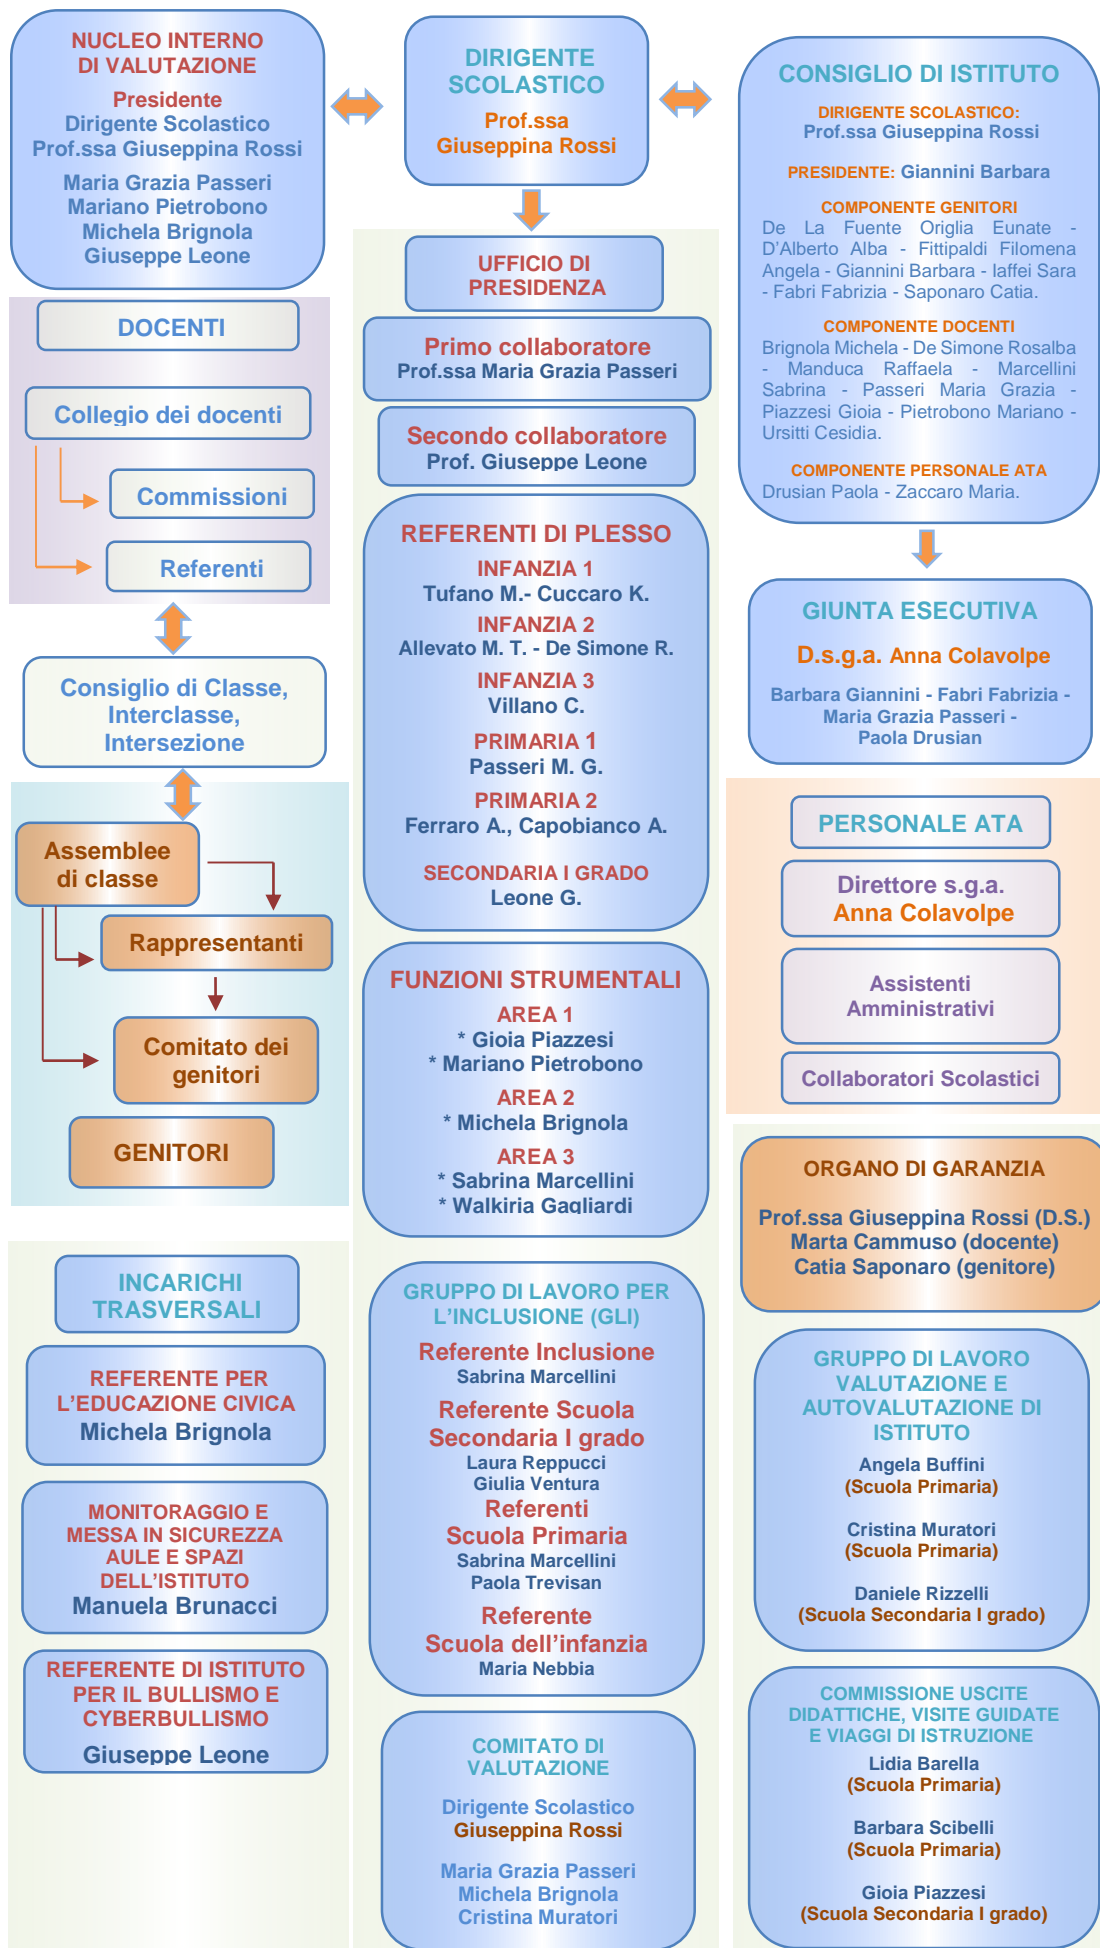 NUCLEO INTERNO
DI VALUTAZIONE
Presidente
Dirigente Scolastico
Prof.ssa Giuseppina Rossi
Maria Grazia Passeri
Mariano Pietrobono
Michela Brignola
Giuseppe Leone
DIRIGENTE
SCOLASTICO
Prof.ssa
Giuseppina Rossi
CONSIGLIO DI ISTITUTO
DIRIGENTE SCOLASTICO:
Prof.ssa Giuseppina Rossi
PRESIDENTE: Giannini Barbara
COMPONENTE GENITORI
De La Fuente Origlia Eunate -
D'Alberto Alba - Fittipaldi Filomena
Angela - Giannini Barbara - Iaffei Sara
- Fabri Fabrizia - Saponaro Catia.
COMPONENTE DOCENTI
Brignola Michela - De Simone Rosalba
- Manduca Raffaela - Marcellini
Sabrina - Passeri Maria Grazia -
Piazzesi Gioia - Pietrobono Mariano -
Ursitti Cesidia.
COMPONENTE PERSONALE ATA
Drusian Paola - Zaccaro Maria.
DOCENTI
Collegio dei docenti
Commissioni
Referenti
Consiglio di Classe,
Interclasse,
Intersezione
Assemblee
di classe
Rappresentanti
Comitato dei
genitori
GENITORI
UFFICIO DI
PRESIDENZA
Primo collaboratore
Prof.ssa Maria Grazia Passeri
Secondo collaboratore
Prof. Giuseppe Leone
REFERENTI DI PLESSO
INFANZIA 1
Tufano M.- Cuccaro K.
INFANZIA 2
Allevato M. T. - De Simone R.
INFANZIA 3
Villano C.
PRIMARIA 1
Passeri M. G.
PRIMARIA 2
Ferraro A., Capobianco A.
SECONDARIA I GRADO
Leone G.
FUNZIONI STRUMENTALI
AREA 1
* Gioia Piazzesi
* Mariano Pietrobono
AREA 2
* Michela Brignola
AREA 3
* Sabrina Marcellini
* Walkiria Gagliardi
GIUNTA ESECUTIVA
D.s.g.a. Anna Colavolpe
Barbara Giannini - Fabri Fabrizia -
Maria Grazia Passeri -
Paola Drusian
PERSONALE ATA
Direttore s.g.a.
Anna Colavolpe
Assistenti
Amministrativi
Collaboratori Scolastici
ORGANO DI GARANZIA
Prof.ssa Giuseppina Rossi (D.S.)
Marta Cammuso (docente)
Catia Saponaro (genitore)
INCARICHI
TRASVERSALI
REFERENTE PER
L'EDUCAZIONE CIVICA
Michela Brignola
MONITORAGGIO E
MESSA IN SICUREZZA
AULE E SPAZI
DELL'ISTITUTO
Manuela Brunacci
REFERENTE DI ISTITUTO
PER IL BULLISMO E
CYBERBULLISMO
Giuseppe Leone
GRUPPO DI LAVORO PER
L'INCLUSIONE (GLI)
Referente Inclusione
Sabrina Marcellini
Referente Scuola
Secondaria I grado
Laura Reppucci
Giulia Ventura
Referenti
Scuola Primaria
Sabrina Marcellini
Paola Trevisan
Referente
Scuola dell'infanzia
Maria Nebbia
COMITATO DI
VALUTAZIONE
Dirigente Scolastico
Giuseppina Rossi
Maria Grazia Passeri
Michela Brignola
Cristina Muratori
GRUPPO DI LAVORO
VALUTAZIONE E
AUTOVALUTAZIONE DI
ISTITUTO
Angela Buffini
(Scuola Primaria)
Cristina Muratori
(Scuola Primaria)
Daniele Rizzelli
(Scuola Secondaria I grado)
COMMISSIONE USCITE
DIDATTICHE, VISITE GUIDATE
E VIAGGI DI ISTRUZIONE
Lidia Barella
(Scuola Primaria)
Barbara Scibelli
(Scuola Primaria)
Gioia Piazzesi
(Scuola Secondaria I grado)